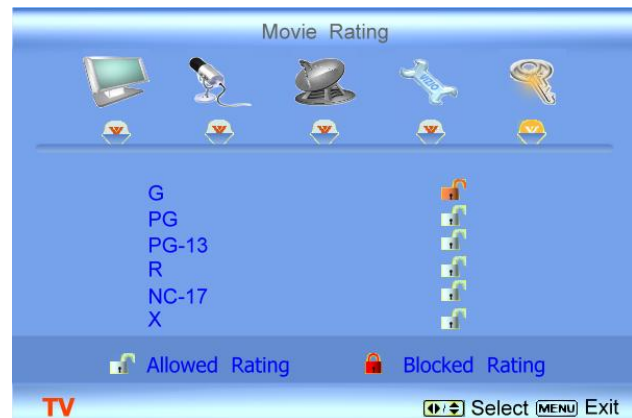 Movie Rating
G
PG
PG-13
R
NC-17
X
Allowed Rating Blocked Rating
TV Select MENU Exit